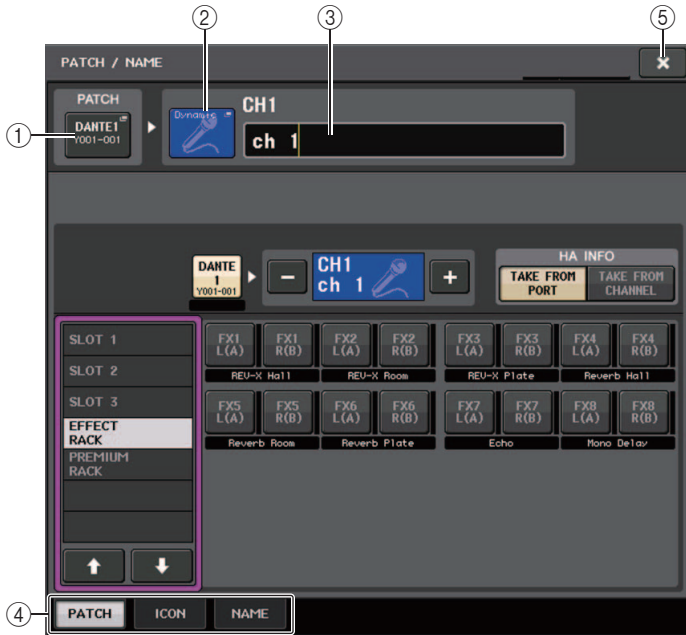 ② ③ ⑤
PATCH / NAME
×
PATCH
①
DANTE1
Y001-001
Dynamic
CH1
ch 1
DANTE
1
Y001-001
−
CH1
ch 1
+
HA INFO
TAKE FROM
PORT
TAKE FROM
CHANNEL
SLOT 1
SLOT 2
SLOT 3
EFFECT
RACK
PREMIUM
RACK
FX1
L(A)
FX1
R(B)
FX2
L(A)
FX2
R(B)
FX3
L(A)
FX3
R(B)
FX4
L(A)
FX4
R(B)
REV-X Hall
REV-X Room
REV-X Plate
Reverb Hall
FX5
L(A)
FX5
R(B)
FX6
L(A)
FX6
R(B)
FX7
L(A)
FX7
R(B)
FX8
L(A)
FX8
R(B)
Reverb Room
Reverb Plate
Echo
Mono Delay
④
PATCH
ICON
NAME